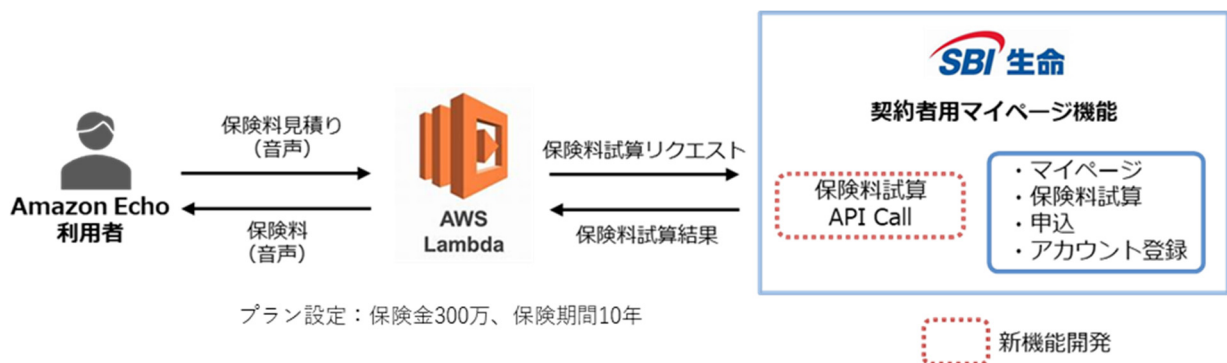 SBI 生命
契約者用マイページ機能
保険料見積り
（音声）
保険料試算リクエスト
Amazon Echo
利用者
保険料
（音声）
AWS
Lambda
保険料試算結果
保険料試算
API Call
・マイページ
・保険料試算
・申込
・アカウント登録
プラン設定：保険金300万、保険期間10年
新機能開発